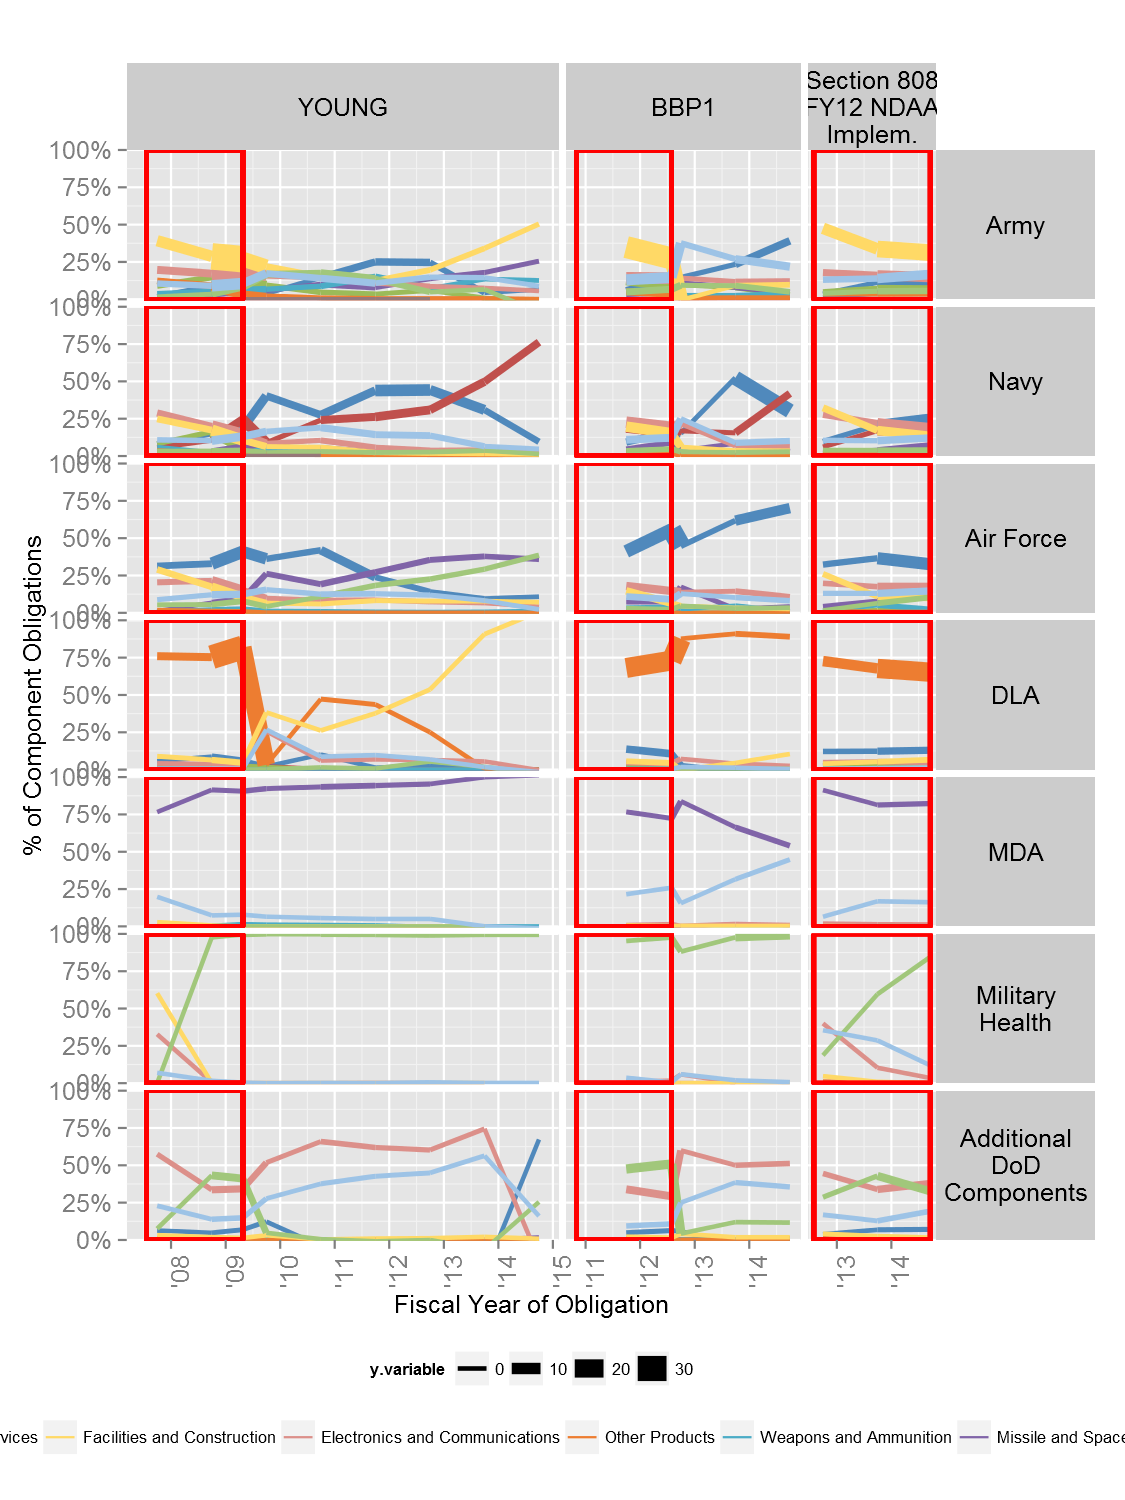 YOUNG
BBP1
Section 808
FY12 NDAA
Implem.
100%
75%
50%
25%
0%
Army
100%
75%
50%
25%
0%
Navy
100%
75%
50%
25%
0%
Air Force
100%
75%
50%
25%
0%
DLA
100%
75%
50%
25%
0%
MDA
100%
75%
50%
25%
0%
Military
Health
100%
75%
50%
25%
0%
Additional
DoD
Components
% of Component Obligations
'08 '09 '10 '11 '12 '13 '14 '15 '11 '12 '13 '14 '13 '14
Fiscal Year of Obligation
y.variable 0 10 20 30
vices Facilities and Construction Electronics and Communications Other Products Weapons and Ammunition Missile and Space